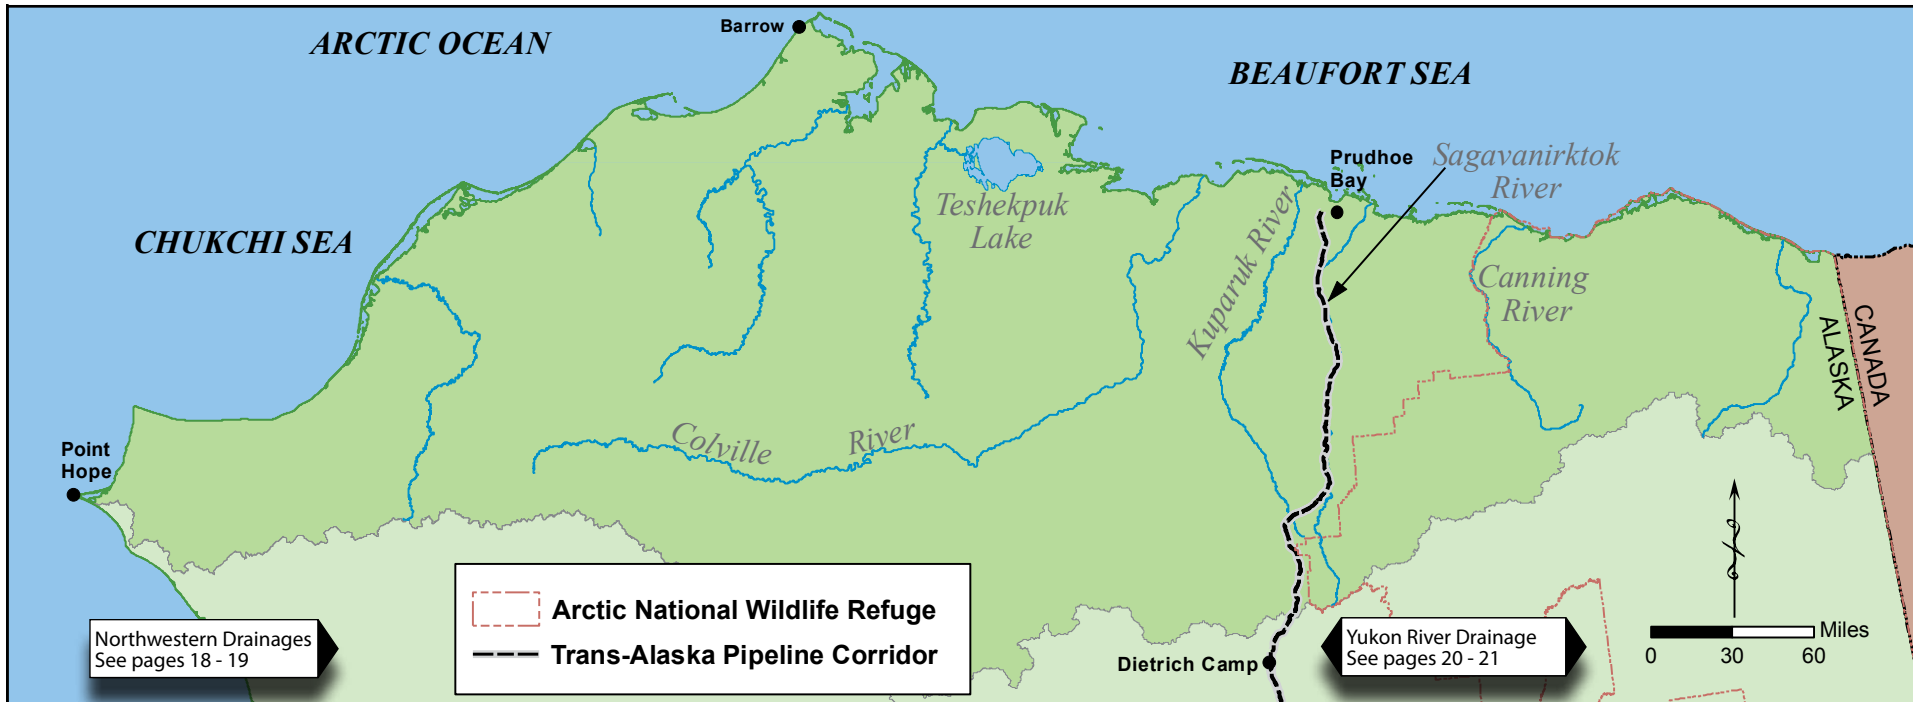 Barrow
ARCTIC OCEAN
BEAUFORT SEA
Prudhoe
Bay
Sagavanirktok
River
Teshekpuk
Lake
CHUKCHI SEA
Kuparuk River
Canning
River
CANADA
ALASKA
Colville River
Point
Hope
Arctic National Wildlife Refuge
Trans-Alaska Pipeline Corridor
Northwestern Drainages
See pages 18 - 19
Dietrich Camp
Yukon River Drainage
See pages 20 - 21
Miles
0 30 60